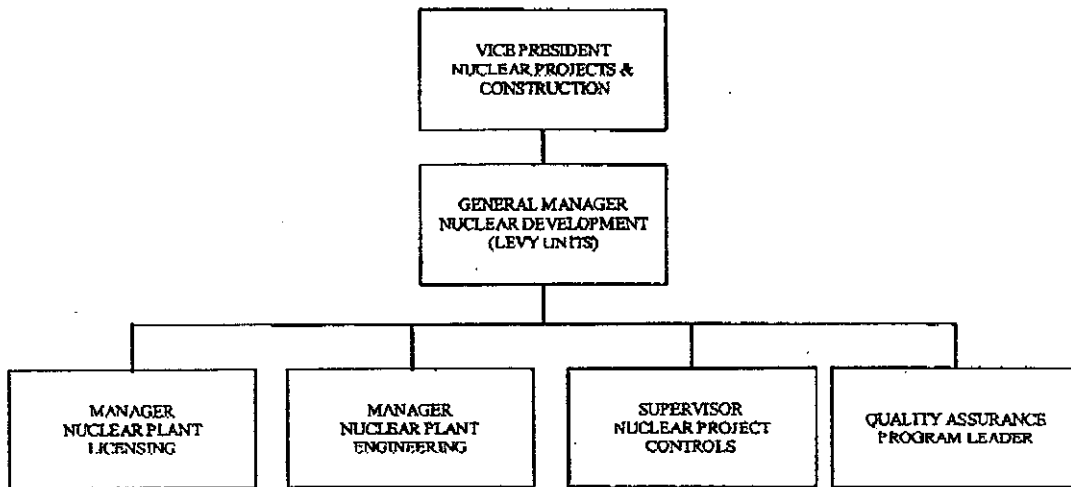 VICE PRESIDENT
NUCLEAR PROJECTS &
CONSTRUCTION
GENERAL MANAGER
NUCLEAR DEVELOPMENT
(LEVY UNITS)
MANAGER
NUCLEAR PLANT
LICENSING
MANAGER
NUCLEAR PLANT
ENGINEERING
SUPERVISOR
NUCLEAR PROJECT
CONTROLS
QUALITY ASSURANCE
PROGRAM LEADER